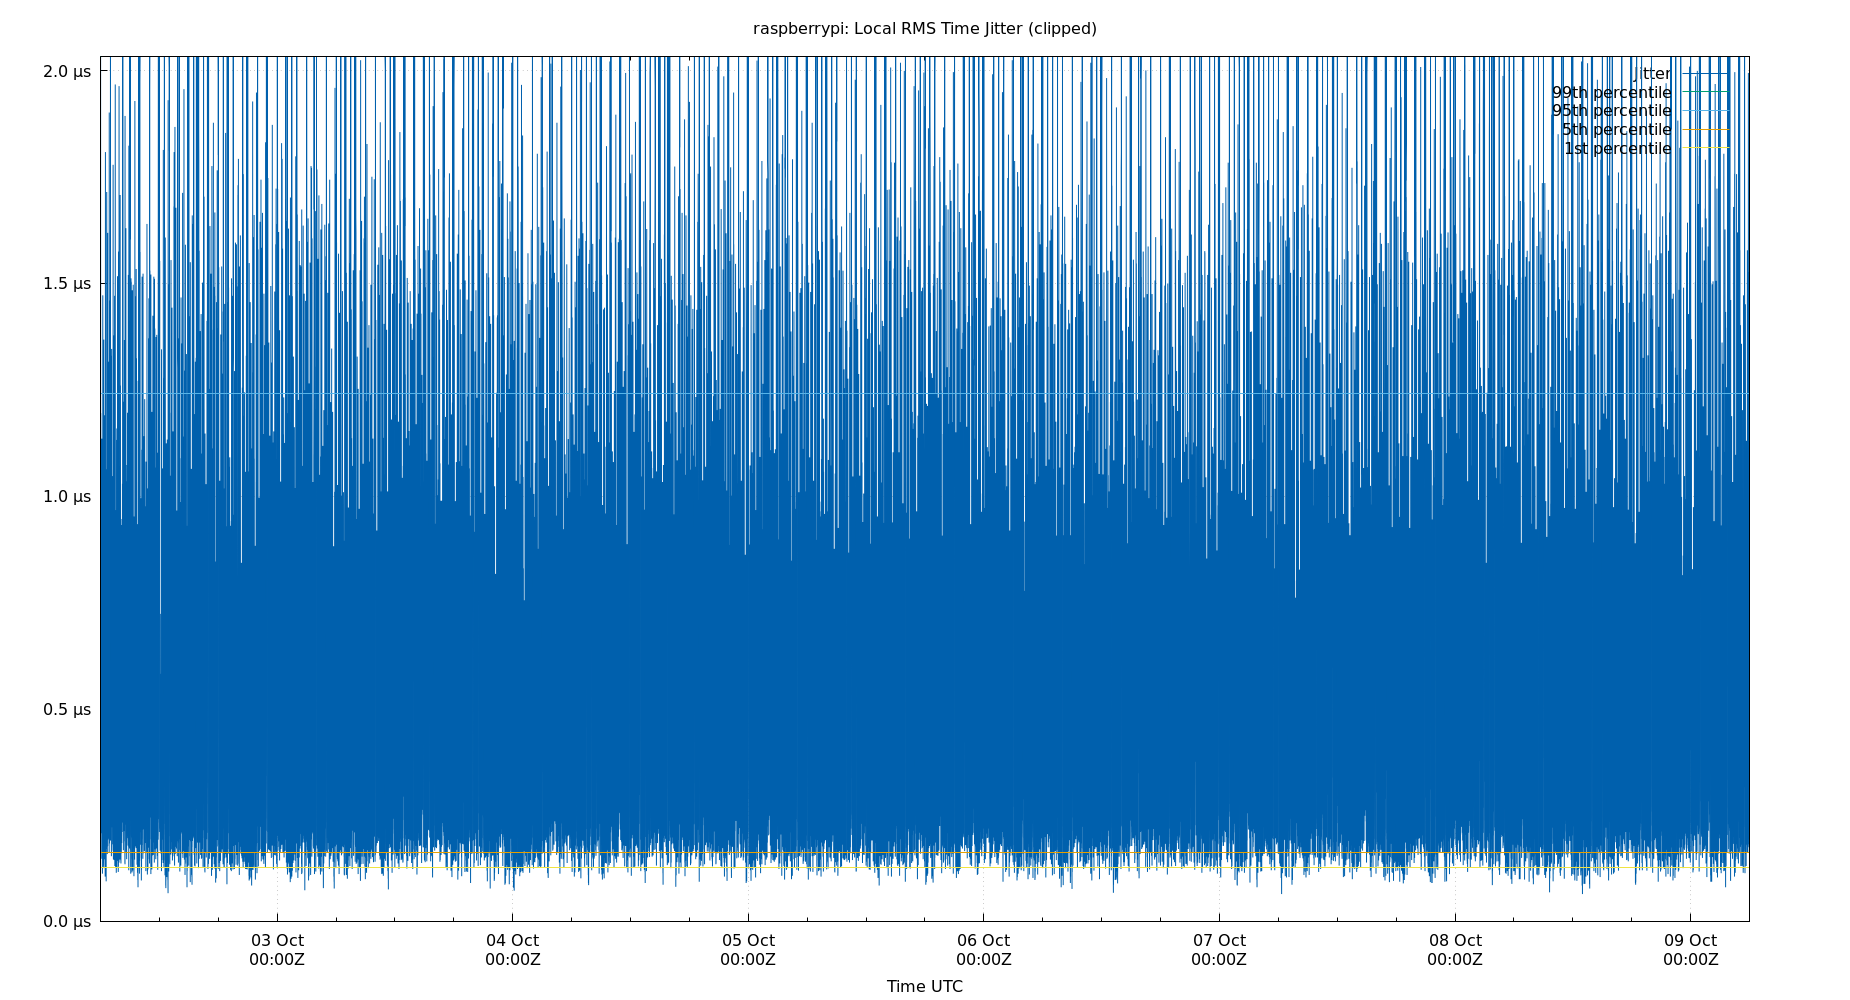 raspberrypi: Local RMS Time Jitter (clipped)
2.0 µs
1.5 µs
1.0 µs
0.5 µs
0.0 µs
jitter
99th percentile
95th percentile
5th percentile
1st percentile
03 Oct
00:00Z
04 Oct
00:00Z
05 Oct
00:00Z
06 Oct
00:00Z
07 Oct
00:00Z
08 Oct
00:00Z
09 Oct
00:00Z
Time UTC